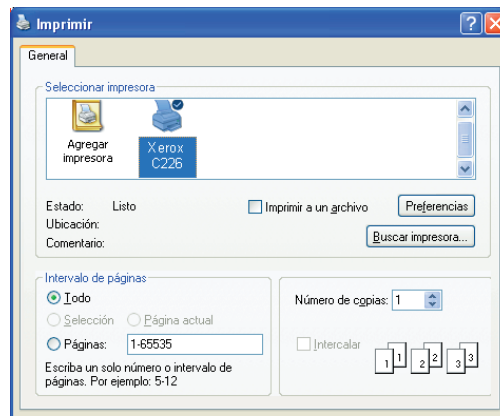 Imprimir
General
Seleccionar impresora
Agregar
impresora
Xerox
C226
Estado: Listo
Ubicación:
Comentario:
Imprimir a un archivo
Preferencias
Buscar impresora...
Intervalo de páginas
Todo
Selección Página actual
Páginas: 1-65535
Escriba un solo número o intervalo de
páginas. Por ejemplo: 5-12
Número de copias: 1
Intercalar
1 1 2 2 3 3